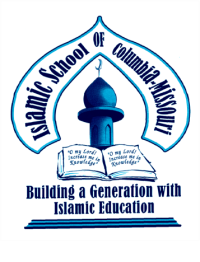 Islamic School OF Columbia-Missouri
"O my Lord!
Increase me in
Knowledge"
"O my Lord!
Increase me in
Knowledge"
Building a Generation with
Islamic Education